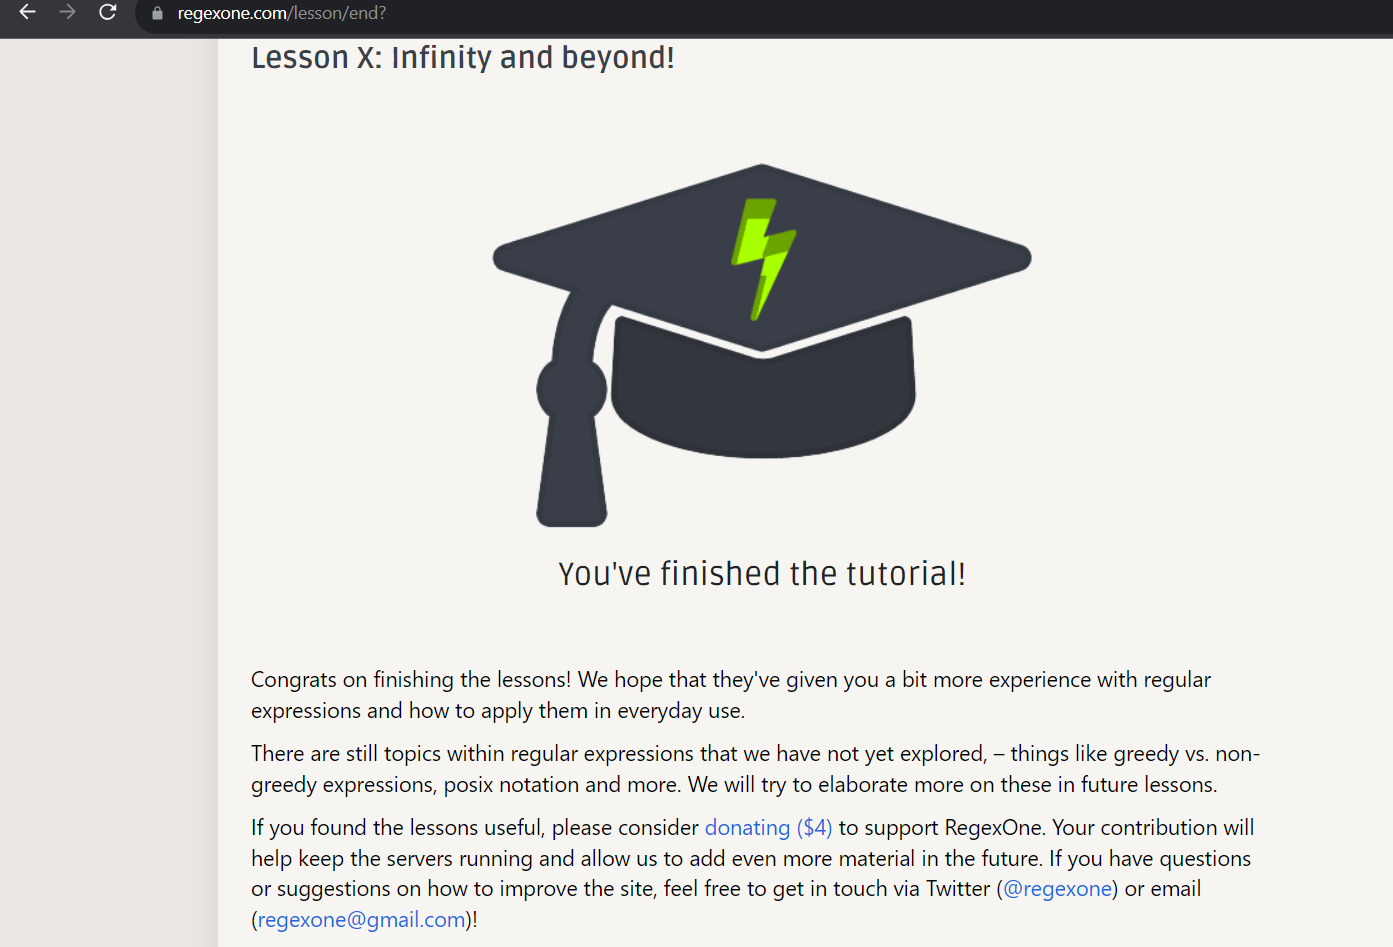 regexone.com/lesson/end?
Lesson X: Infinity and beyond!
You've finished the tutorial!
Congrats on finishing the lessons! We hope that they've given you a bit more experience with regular
expressions and how to apply them in everyday use.
There are still topics within regular expressions that we have not yet explored, – things like greedy vs. non-
greedy expressions, posix notation and more. We will try to elaborate more on these in future lessons.
If you found the lessons useful, please consider donating ($4) to support RegexOne. Your contribution will
help keep the servers running and allow us to add even more material in the future. If you have questions
or suggestions on how to improve the site, feel free to get in touch via Twitter (@regexone) or email
(regexone@gmail.com)!